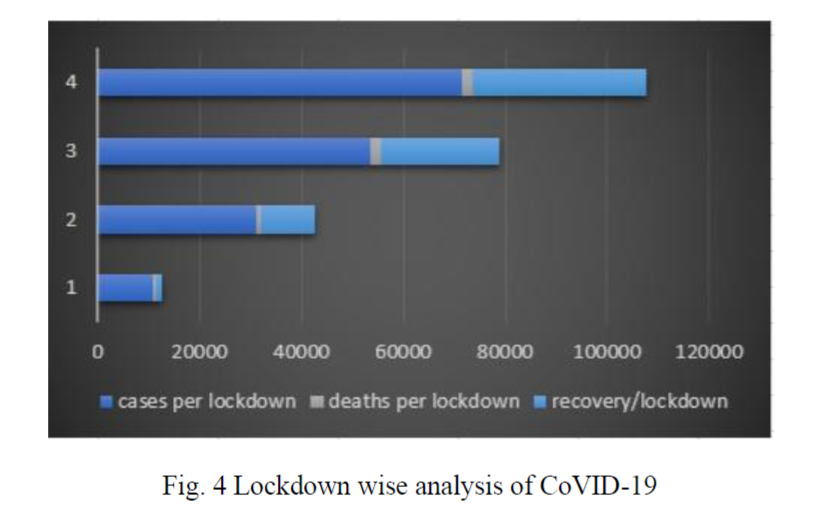 4
3
2
1
0 20000 40000 60000 80000 100000 120000
cases per lockdown deaths per lockdown recovery/lockdown
Fig. 4 Lockdown wise analysis of CoVID-19